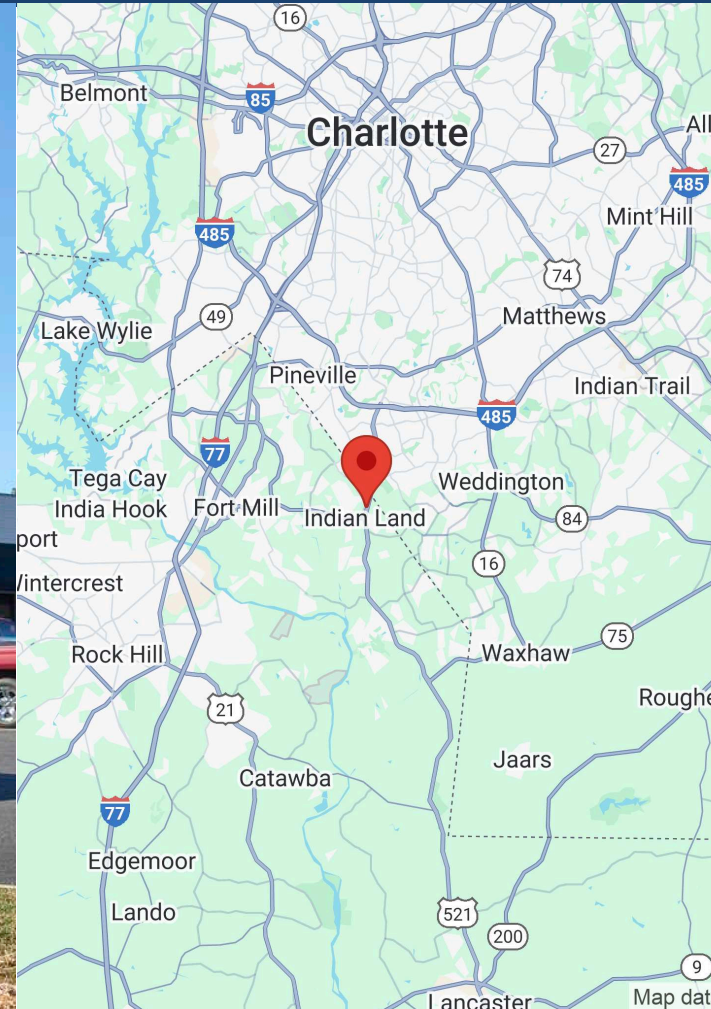 16
Belmont
85
Charlotte
All
27
485
Mint Hill
485
74
49
Matthews
Lake Wylie
Pineville
Indian Trail
485
77
Tega Cay
Weddington
India Hook
Fort Mill
Indian Land
84
port
16
Wintercrest
75
Rock Hill
Waxhaw
21
Roughe
Jaars
Catawba
77
Edgemoor
Lando
521
200
9
Lancaster
Map dat